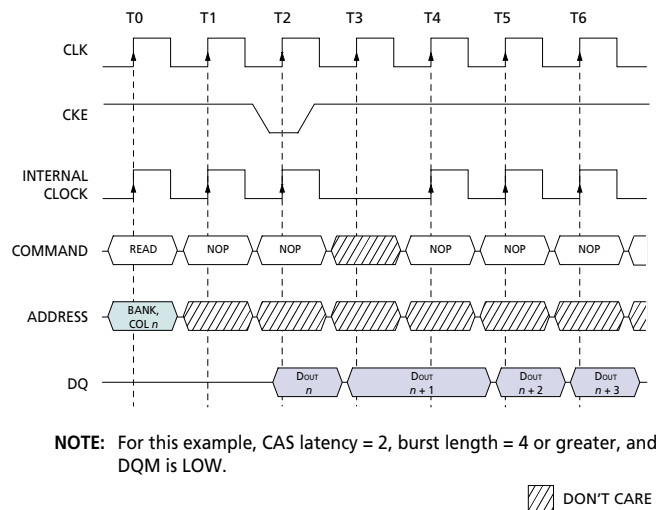 T0 T1 T2 T3 T4 T5 T6
CLK
CKE
INTERNAL
CLOCK
COMMAND READ NOP NOP NOP NOP NOP
ADDRESS BANK,
COL n
DQ DOUT
n DOUT
n + 1 DOUT
n + 2 DOUT
n + 3
NOTE: For this example, CAS latency = 2, burst length = 4 or greater, and
DQM is LOW.
DON'T CARE